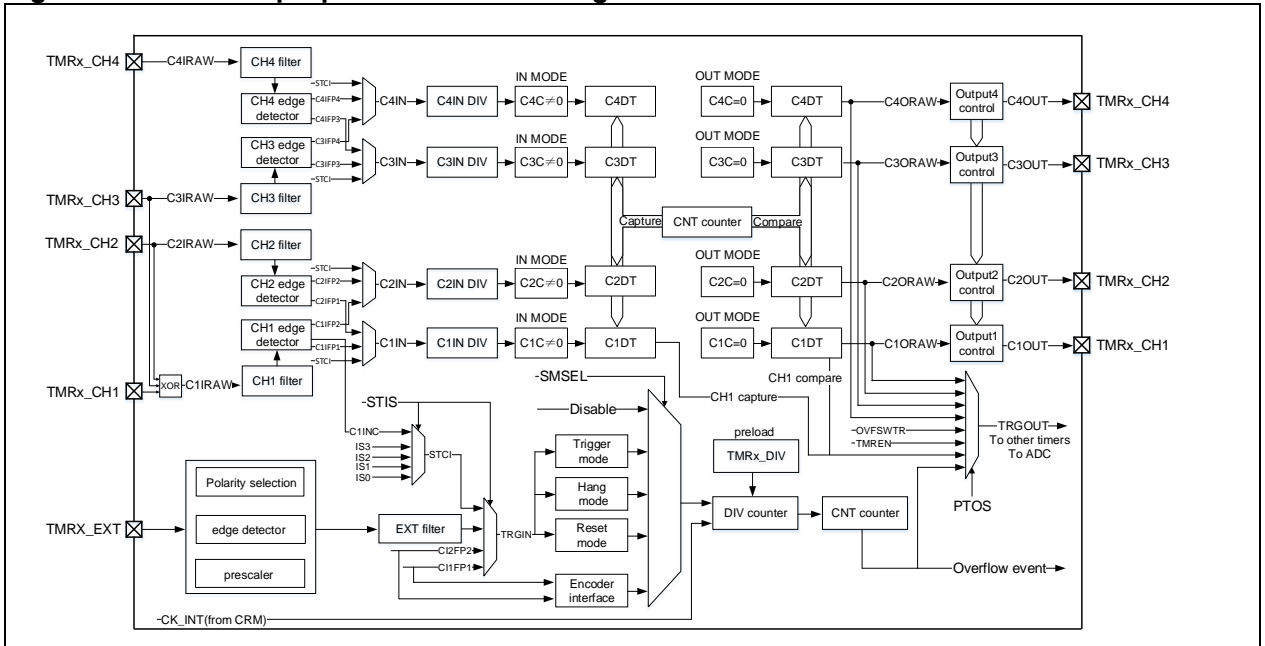 TMRx_CH4
C4IRAW
CH4 filter
STCI
C4IFP4
C4IFP3
CH4 edge
detector
C4IN
C4IN DIV
IN MODE
C4C≠0
C4DT
OUT MODE
C4C=0
C4DT
C4ORAW
Output4
control
C4OUT
TMRx_CH4
CH3 edge
detector
C3IFP4
C3IFP3
STCI
C3IN
C3IN DIV
IN MODE
C3C≠0
C3DT
OUT MODE
C3C=0
C3DT
C3ORAW
Output3
control
C3OUT
TMRx_CH3
TMRx_CH3
C3IRAW
CH3 filter
Capture
CNT counter
Compare
TMRx_CH2
C2IRAW
CH2 filter
STCI
C2IFP2
C2IFP1
CH2 edge
detector
C2IN
C2IN DIV
IN MODE
C2C≠0
C2DT
OUT MODE
C2C=0
C2DT
C2ORAW
Output2
control
C2OUT
TMRx_CH2
CH1 edge
detector
C1IFP2
C1IFP1
STCI
C1IN
C1IN DIV
IN MODE
C1C≠0
C1DT
OUT MODE
C1C=0
C1DT
C1ORAW
Output1
control
C1OUT
TMRx_CH1
TMRx_CH1
XOR
C1IRAW
CH1 filter
CH1 compare
CH1 capture
SMSEL
STIS
Disable
C1INC
IS3
IS2
IS1
IS0
STCI
Trigger
mode
Hang
mode
Reset
mode
Encoder
interface
preload
TMRx_DIV
DIV counter
CNT counter
OVFSWTR
TMREN
TRGOUT
To other timers
To ADC
PTOS
Overflow event
TMRX_EXT
Polarity selection
edge detector
prescaler
EXT filter
CI2FP2
CI1FP1
TRGIN
CK_INT(from CRM)